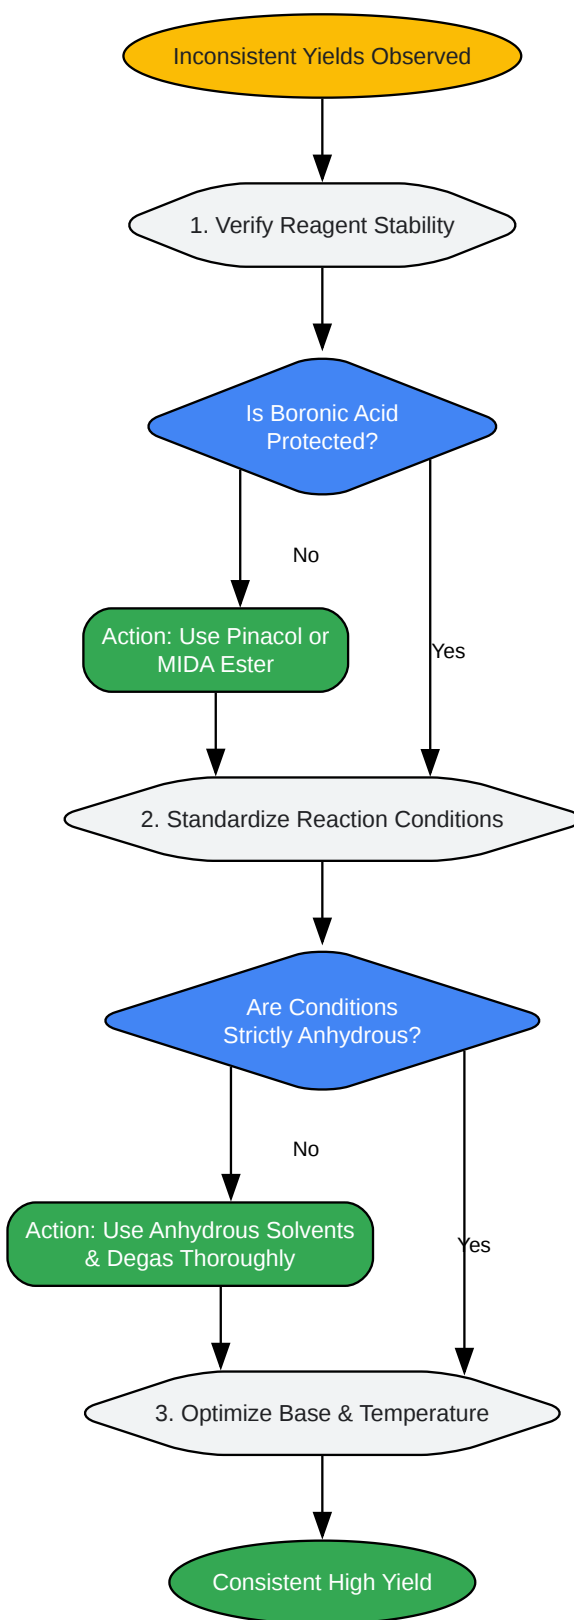 Inconsistent Yields Observed
1. Verify Reagent Stability
Is Boronic Acid
Protected?
No
Action: Use Pinacol or
MIDA Ester
Yes
2. Standardize Reaction Conditions
Are Conditions
Strictly Anhydrous?
No
Action: Use Anhydrous Solvents
& Degas Thoroughly
Yes
3. Optimize Base & Temperature
Consistent High Yield